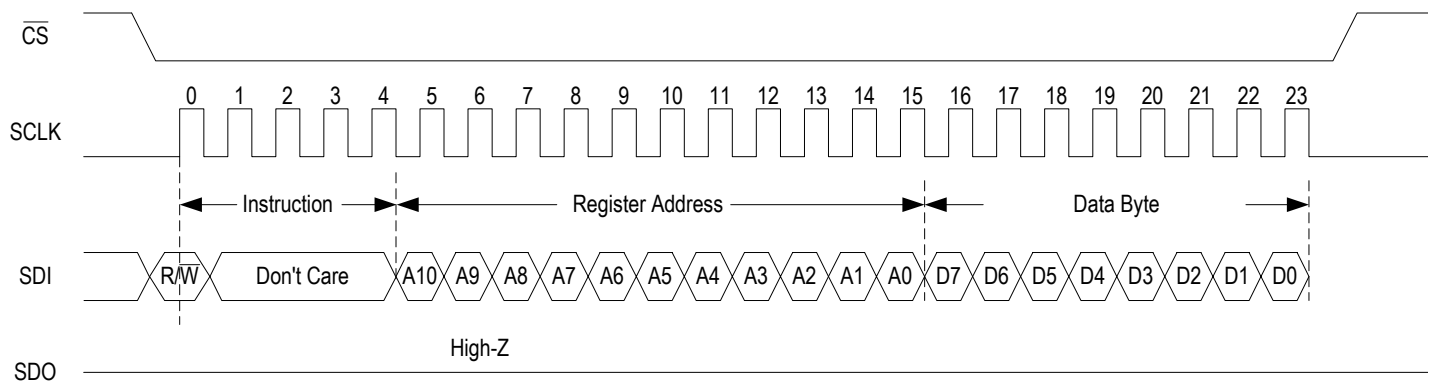 CS
0 1 2 3 4 5 6 7 8 9 10 11 12 13 14 15 16 17 18 19 20 21 22 23
SCLK
Instruction Register Address Data Byte
SDI R/W Don't Care A10 A9 A8 A7 A6 A5 A4 A3 A2 A1 A0 D7 D6 D5 D4 D3 D2 D1 D0
High-Z
SDO